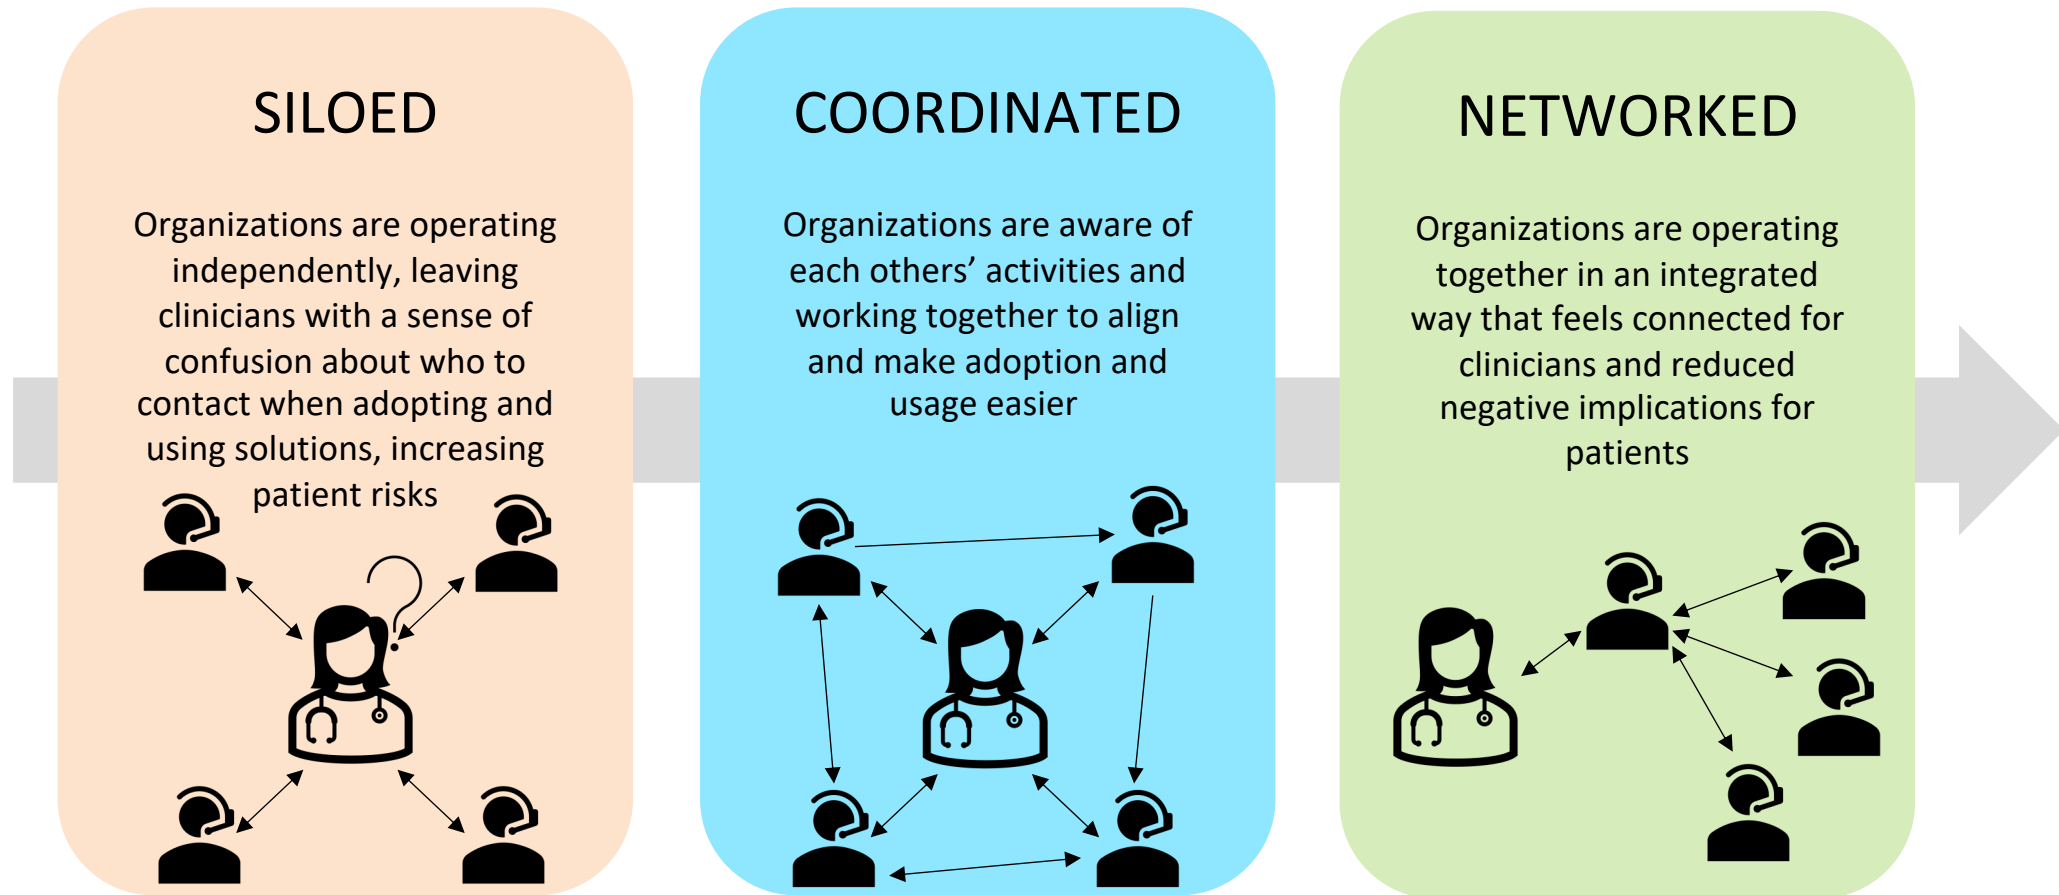 SILOED
Organizations are operating
independently, leaving
clinicians with a sense of
confusion about who to
contact when adopting and
using solutions, increasing
patient risks
?
COORDINATED
Organizations are aware of
each others’ activities and
working together to align
and make adoption and
usage easier
NETWORKED
Organizations are operating
together in an integrated
way that feels connected for
clinicians and reduced
negative implications for
patients